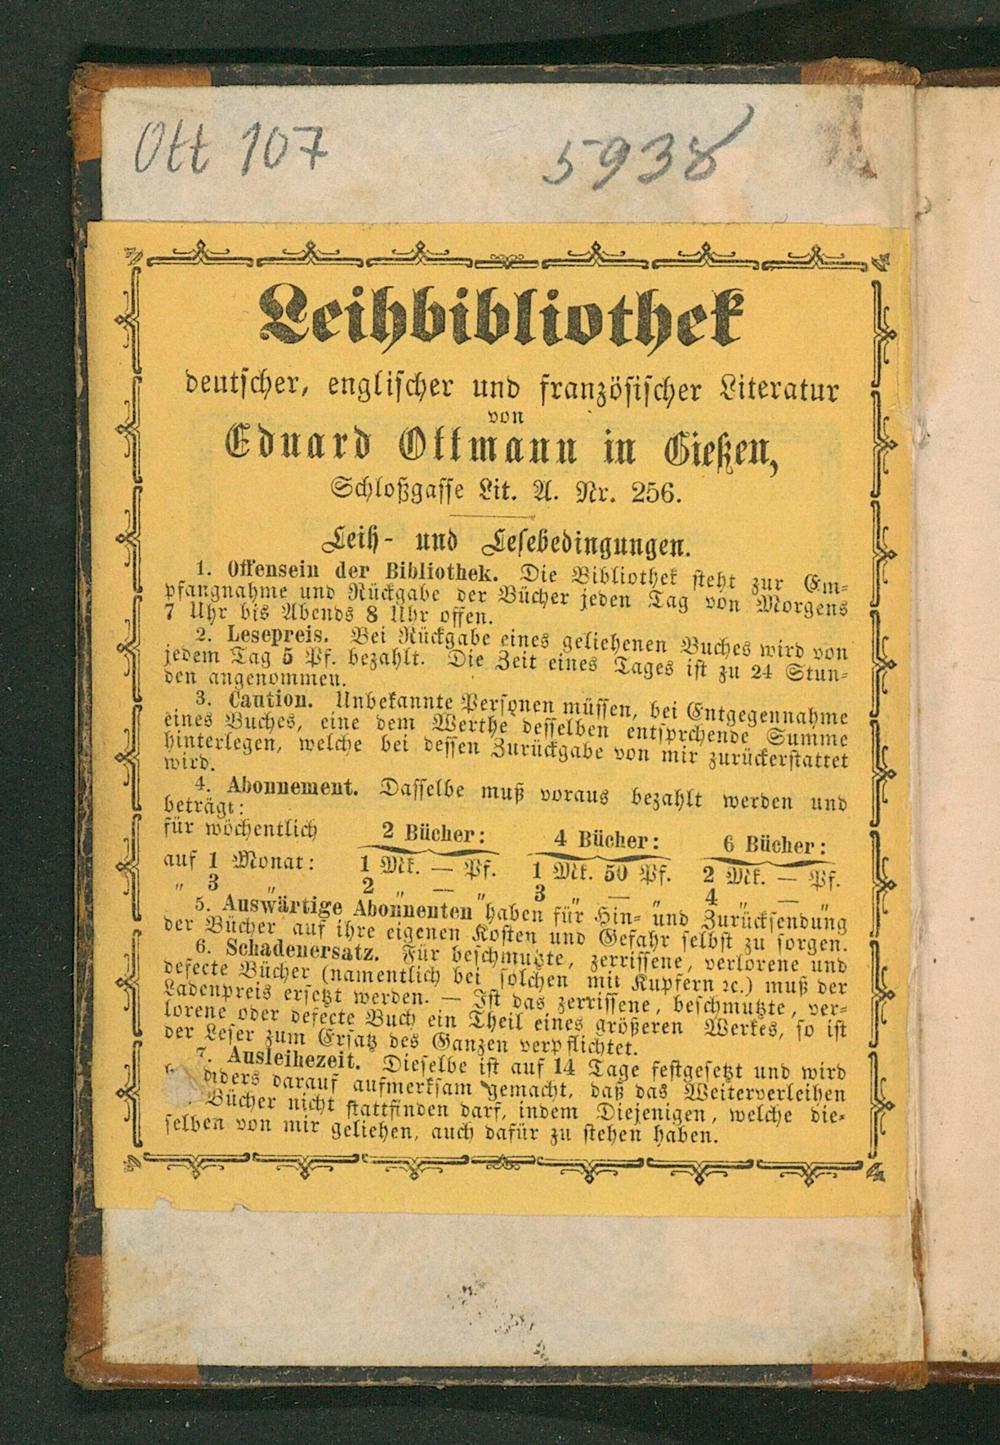 Ott 107 5938
Leihbibliothek
deutscher, englischer und französischer Literatur
von
Eduard Ottmann in Gießen,
Schloßgasse Lit. A. Nr. 256.
Leih- und Lesebedingungen.
1. Offensein der Bibliothek. Die Bibliothek steht zur Em-
pfangnahme und Rückgabe der Bücher jeden Tag von Morgens
7 Uhr bis Abends 8 Uhr offen.
2. Lesepreis. Bei Rückgabe eines geliehenen Buches wird von
jedem Tag 5 Pf. bezahlt. Die Zeit eines Tages ist zu 24 Stun-
den angenommen.
3. Caution. Unbekannte Personen müssen, bei Entgegennahme
eines Buches, eine dem Werthe desselben entsprchende Summe
hinterlegen, welche bei dessen Zurückgabe von mir zurückerstattet
wird.
4. Abonnement. Dasselbe muß voraus bezahlt werden und
beträgt:
für wöchentlich 2 Bücher: 4 Bücher: 6 Bücher:
auf 1 Monat: 1 Mk. — Pf. 1 Mk. 50 Pf. 2 Mk. — Pf.
" 3 " 2 " — " 3 " — " 4 " — "
5. Auswärtige Abonnenten haben für Hin- und Zurücksendung
der Bücher auf ihre eigenen Kosten und Gefahr selbst zu sorgen.
6. Schadenersatz. Für beschmutzte, zerrissene, verlorene und
defecte Bücher (namentlich bei solchen mit Kupfern ꝛc.) muß der
Ladenpreis ersetzt werden. — Ist das zerrissene, beschmutzte, ver-
lorene oder defecte Buch ein Theil eines größeren Werkes, so ist
der Leser zum Ersatz des Ganzen verpflichtet.
7. Ausleihezeit. Dieselbe ist auf 14 Tage festgesetzt und wird
nders darauf aufmerksam gemacht, daß das Weiterverleihen
Bücher nicht stattfinden darf, indem Diejenigen, welche die-
selben von mir geliehen, auch dafür zu stehen haben.